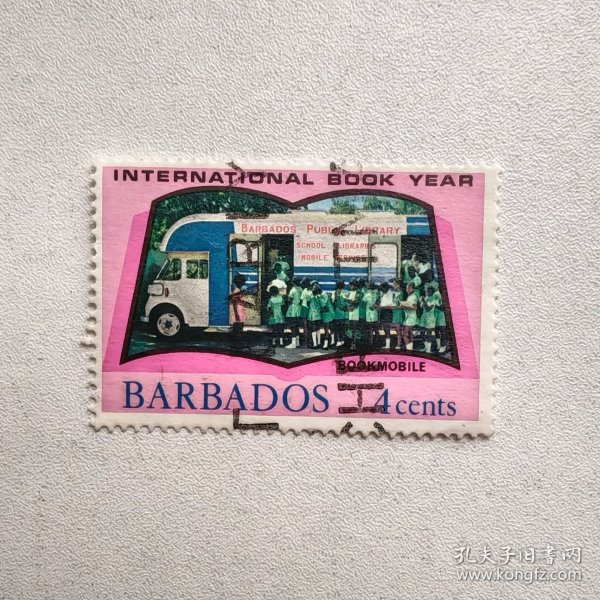 INTERNATIONAL BOOK YEAR
BARBADOS PUBLIC LIBRARY
SCHOOL LIBRARIES
MOBILE SERVICE
BOOKMOBILE
BARBADOS 4 cents
孔夫子旧书网
www.kongfz.com